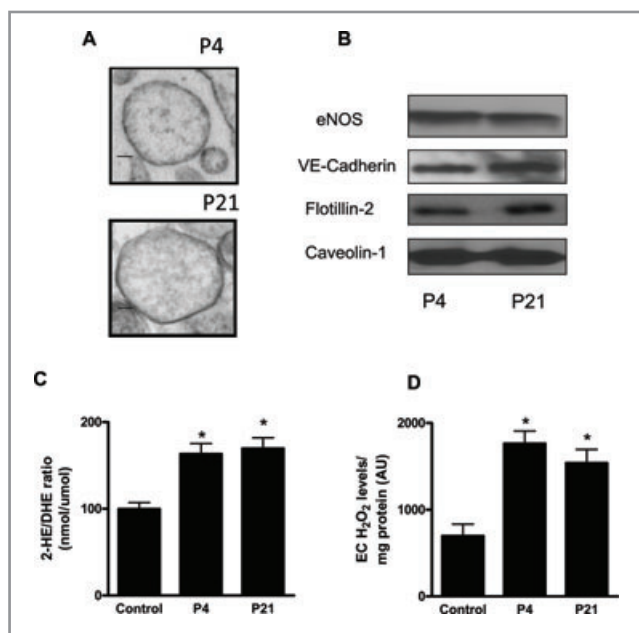 A
P4
P21
B
eNOS
VE-Cadherin
Flotillin-2
Caveolin-1
P4 P21
C
2-HE/DHE ratio
(nmol/umol)
200
100
0
* *
Control P4 P21
D
EC H₂O₂ levels/
mg protein (AU)
2000
1000
0
* *
Control P4 P21